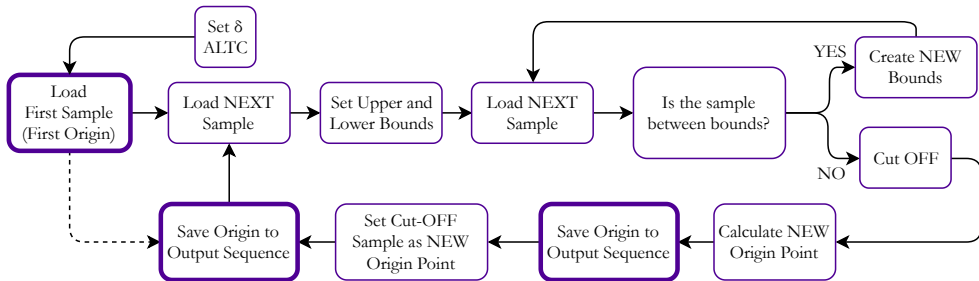 Set δ
ALTC
Load
First Sample
(First Origin)
Load NEXT
Sample
Set Upper and
Lower Bounds
Load NEXT
Sample
Is the sample
between bounds?
YES
Create NEW
Bounds
NO
Cut OFF
Save Origin to
Output Sequence
Set Cut-OFF
Sample as NEW
Origin Point
Save Origin to
Output Sequence
Calculate NEW
Origin Point